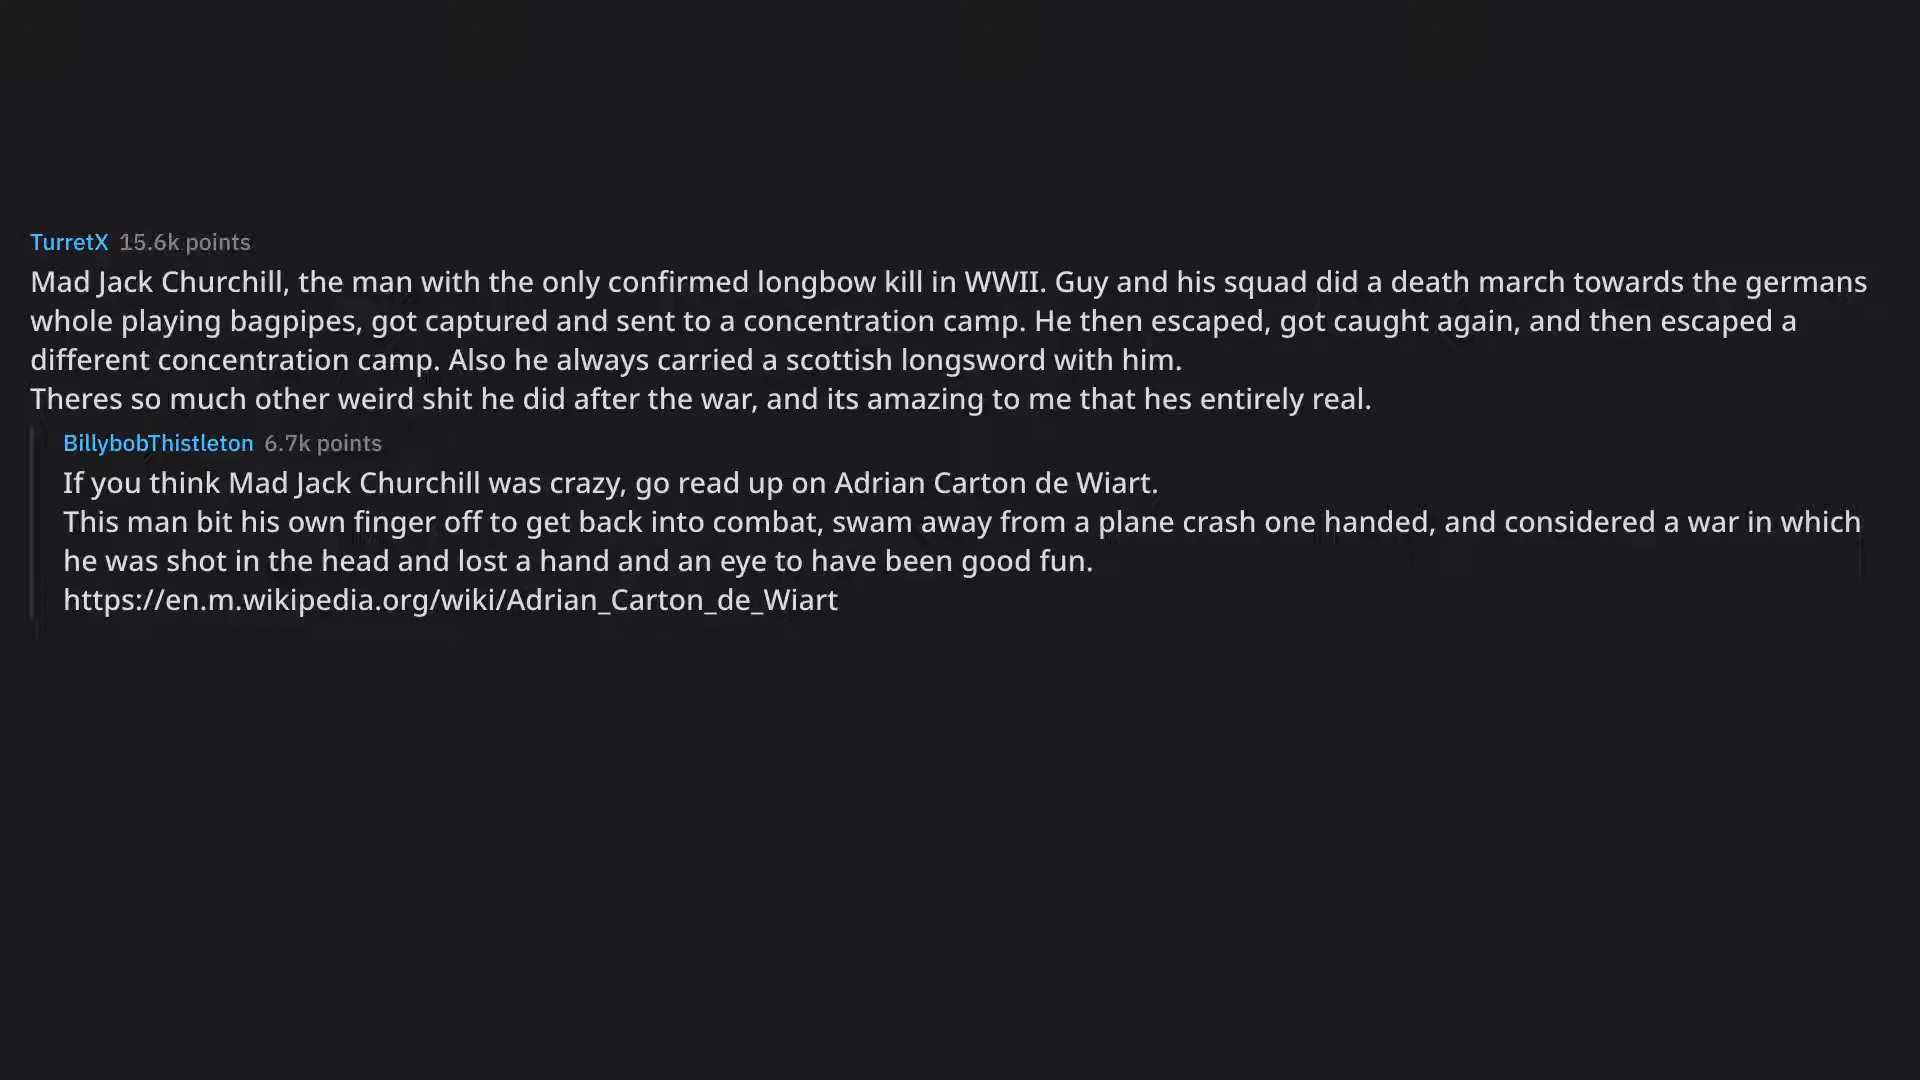 TurretX 15.6k points
Mad Jack Churchill, the man with the only confirmed longbow kill in WWII. Guy and his squad did a death march towards the germans
whole playing bagpipes, got captured and sent to a concentration camp. He then escaped, got caught again, and then escaped a
different concentration camp. Also he always carried a scottish longsword with him.
Theres so much other weird shit he did after the war, and its amazing to me that hes entirely real.
BillybobThistleton 6.7k points
If you think Mad Jack Churchill was crazy, go read up on Adrian Carton de Wiart.
This man bit his own finger off to get back into combat, swam away from a plane crash one handed, and considered a war in which
he was shot in the head and lost a hand and an eye to have been good fun.
https://en.m.wikipedia.org/wiki/Adrian_Carton_de_Wiart